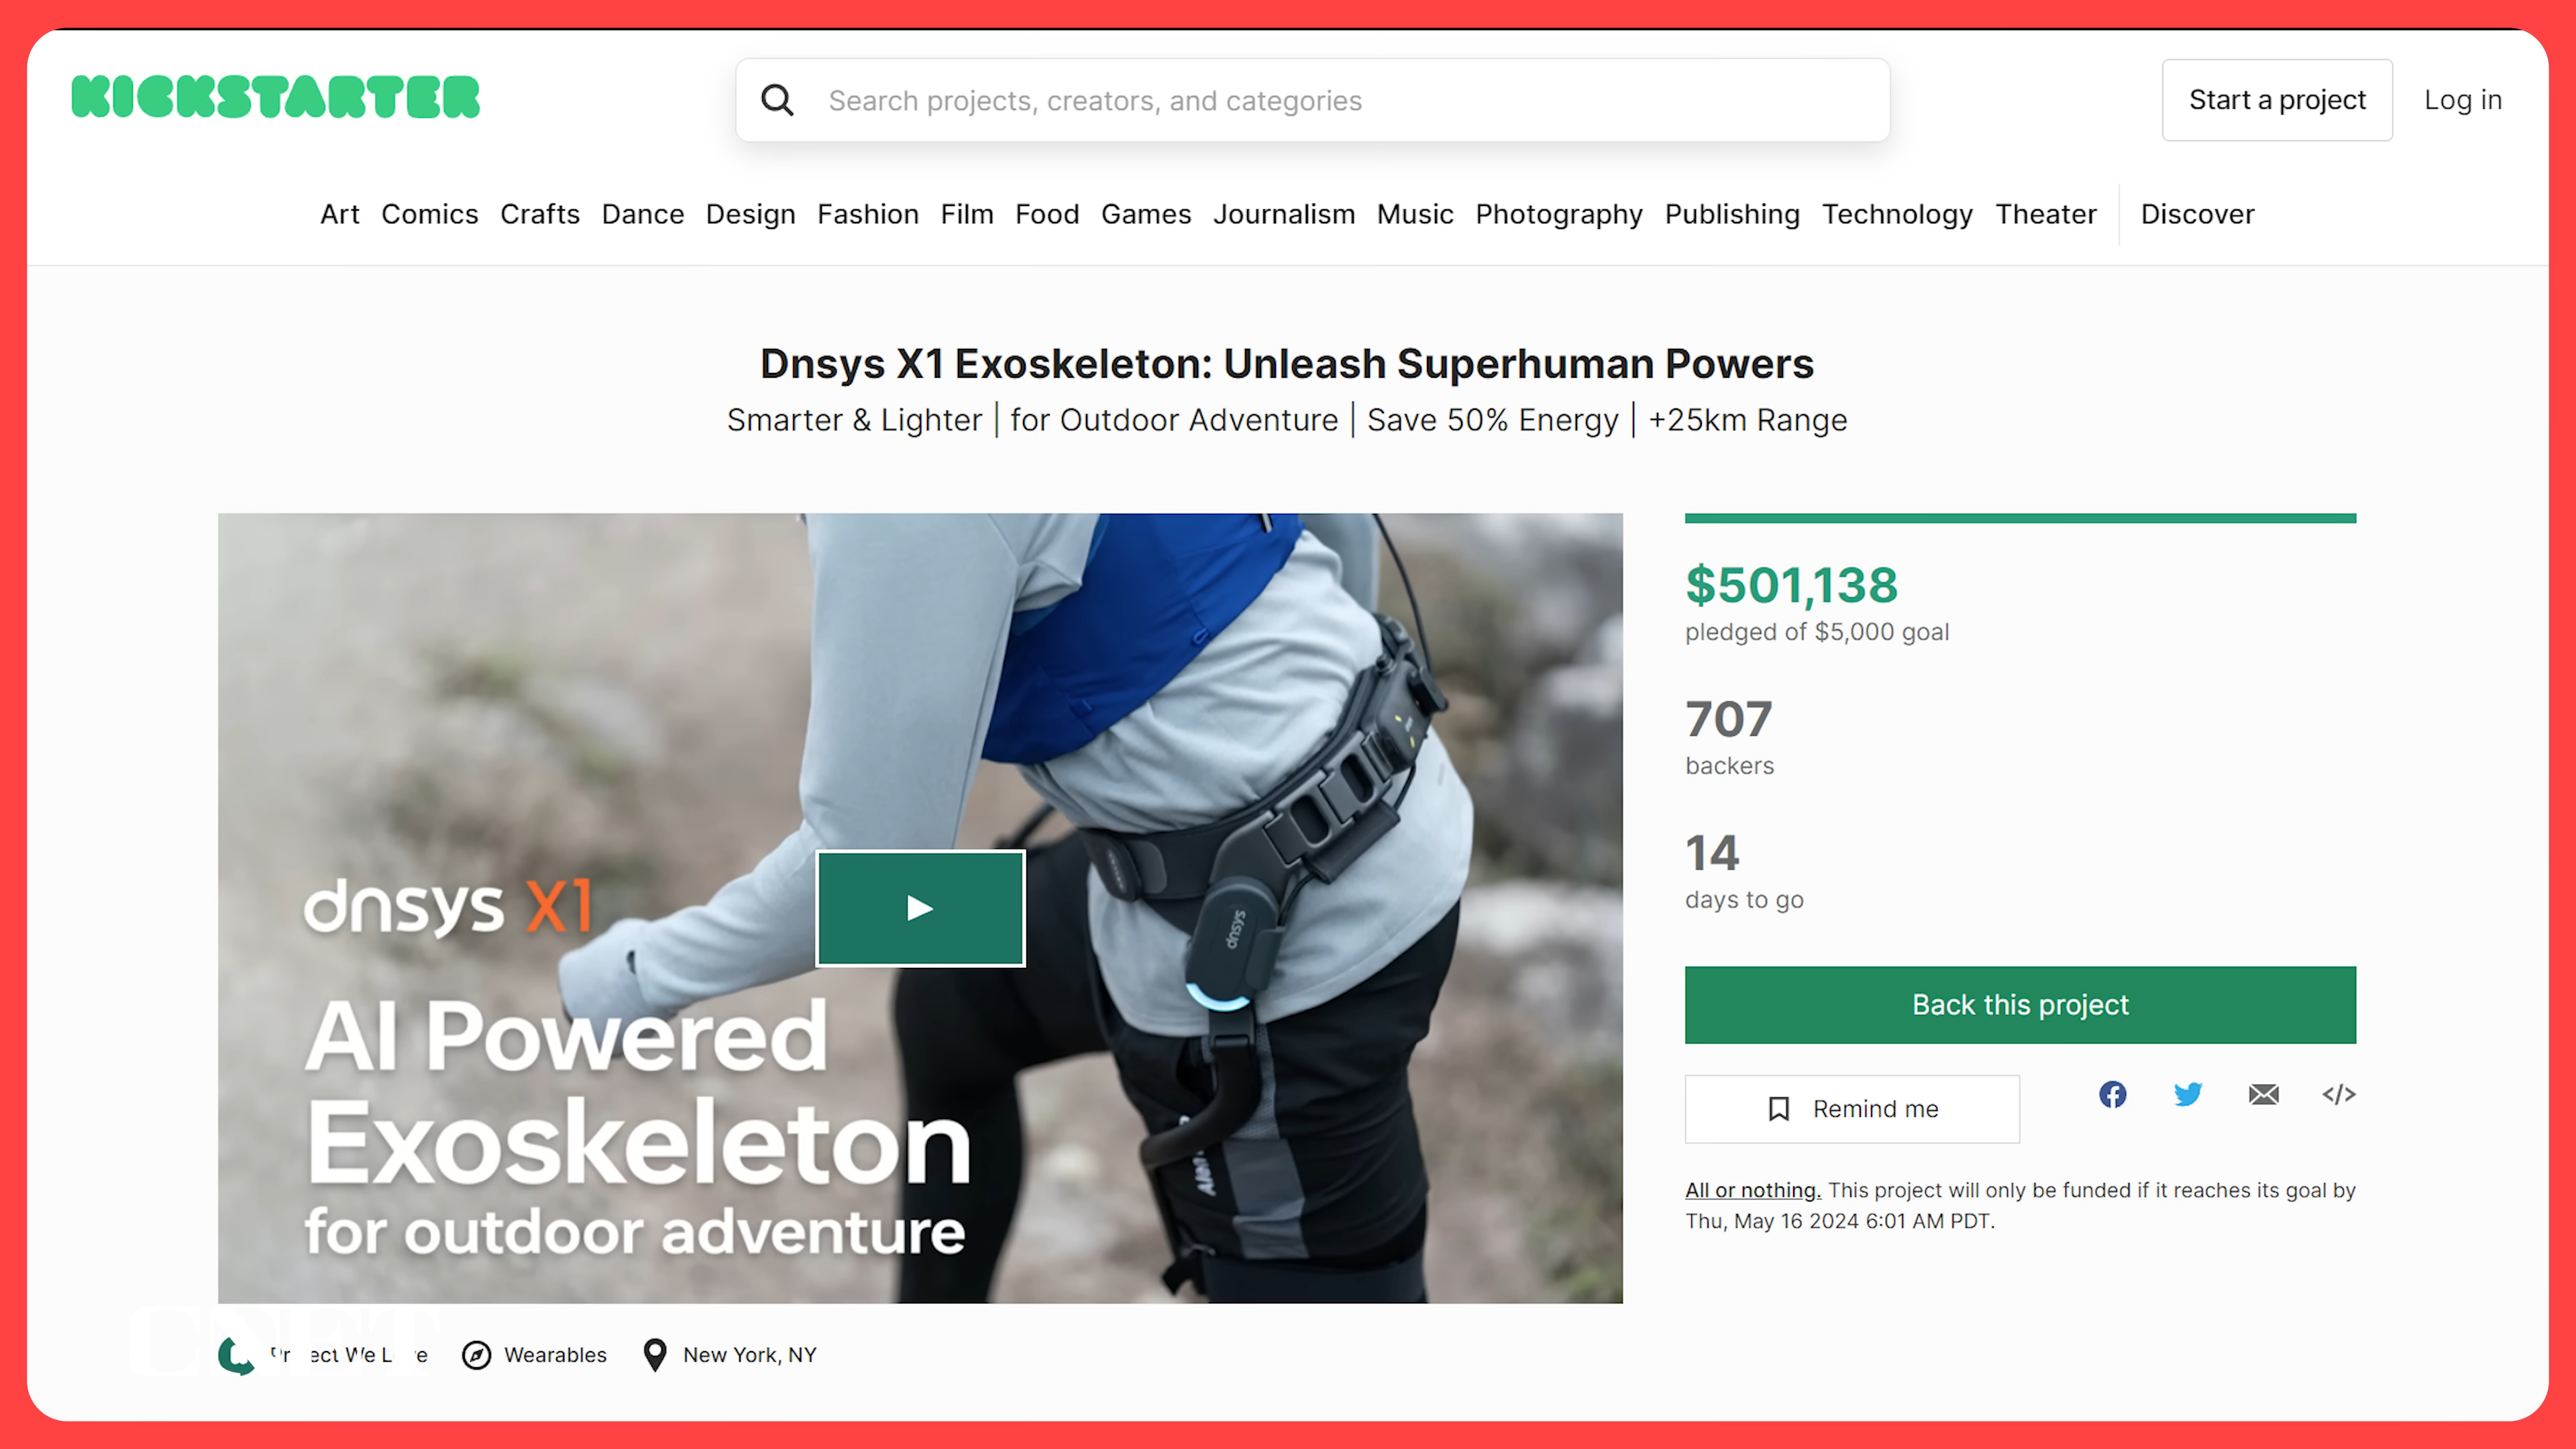 KICKSTARTER
Search projects, creators, and categories
Start a project
Log in
Art Comics Crafts Dance Design Fashion Film Food Games Journalism Music Photography Publishing Technology Theater Discover
Dnsys X1 Exoskeleton: Unleash Superhuman Powers
Smarter & Lighter | for Outdoor Adventure | Save 50% Energy | +25km Range
dnsys X1
AI Powered
Exoskeleton
for outdoor adventure
dnsys
$501,138
pledged of $5,000 goal
707
backers
14
days to go
Back this project
Remind me
All or nothing. This project will only be funded if it reaches its goal by
Thu, May 16 2024 6:01 AM PDT.
CNET
We
Wearables
New York, NY